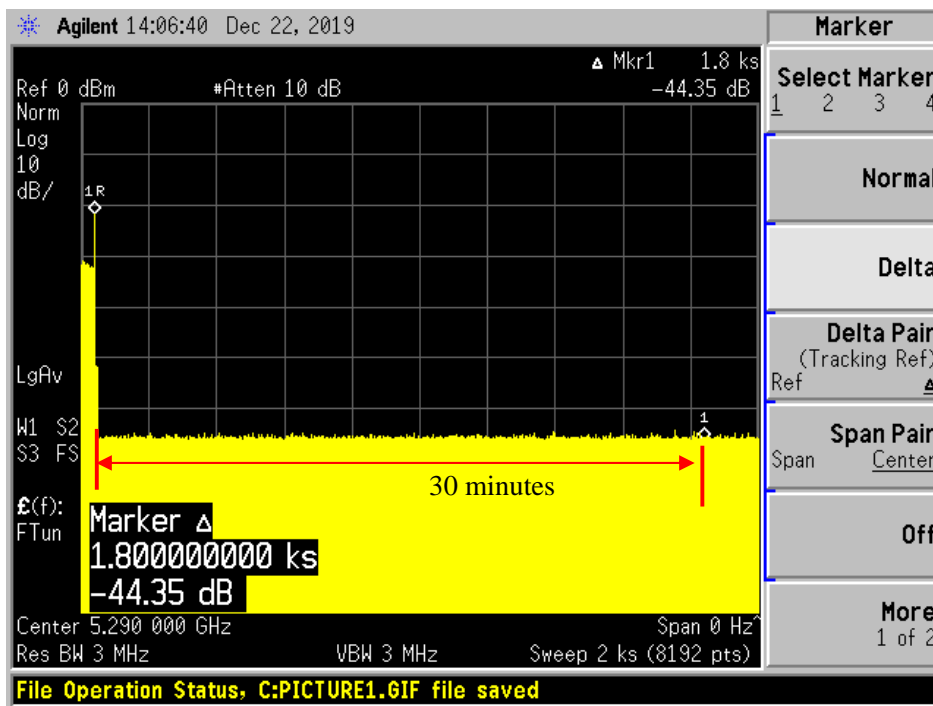 Agilent 14:06:40 Dec 22, 2019
Marker
Δ Mkr1 1.8 ks
Ref 0 dBm #Atten 10 dB -44.35 dB
Norm
Log
10
dB/
1R
LgAv
1
W1 S2
S3 FS
30 minutes
£(f):
FTun
Marker Δ
1.800000000 ks
-44.35 dB
Center 5.290 000 GHz Span 0 Hz^
Res BW 3 MHz VBW 3 MHz Sweep 2 ks (8192 pts)
File Operation Status, C:PICTURE1.GIF file saved
Select Marker
1 2 3 4
Normal
Delta
Delta Pair
(Tracking Ref)
Ref Δ
Span Pair
Span Center
Off
More
1 of 2